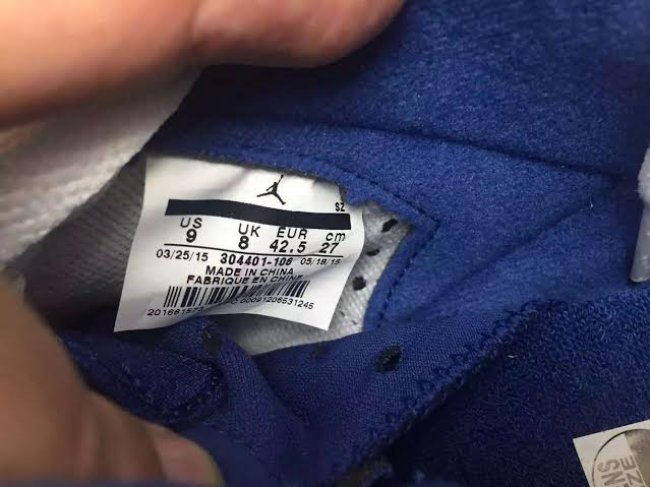 SZ
US UK EUR cm
9 8 42.5 27
03/25/15 304401-106 05/18/15
MADE IN CHINA
FABRIQUE EN CHINE